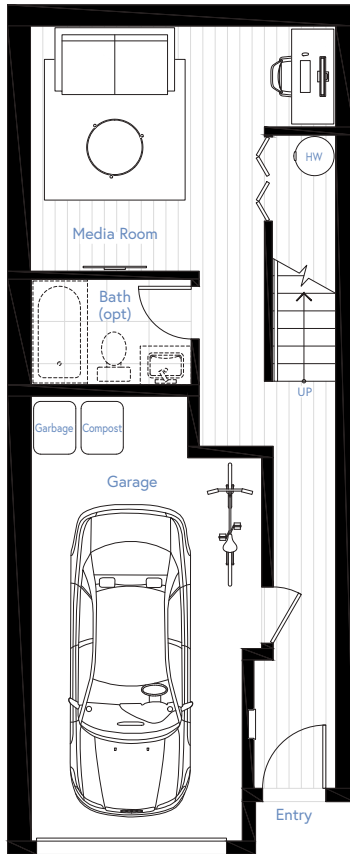 HW
Media Room
Bath
(opt)
UP
Garbage
Compost
Garage
Entry